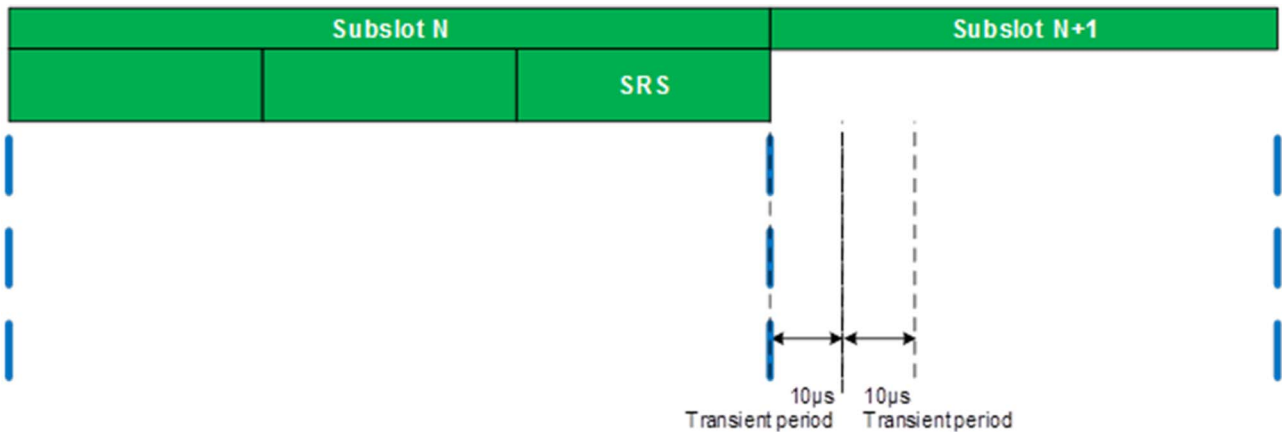 Subslot N
Subslot N+1
SRS
10µs
Transient period
10µs
Transient period